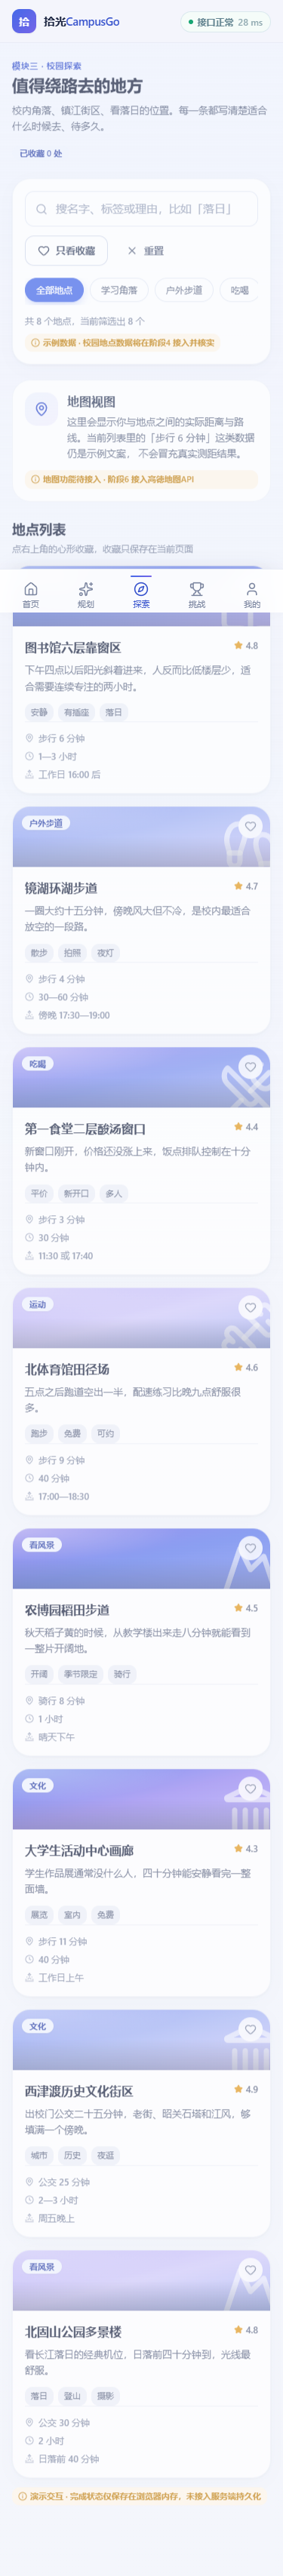 拾 拾光CampusGo 接口正常 28 ms
模块三 · 校园探索
值得绕路去的地方
校内角落、镇江街区、看落日的位置。每一条都写清楚适合
什么时候去、待多久。
已收藏 0 处
搜名字、标签或理由，比如「落日」
只看收藏 重置
全部地点 学习角落 户外步道 吃喝
共 8 个地点，当前筛选出 8 个
示例数据 · 校园地点数据将在阶段4 接入并核实
地图视图
这里会显示你与地点之间的实际距离与路
线。当前列表里的「步行 6 分钟」这类数据
仍是示例文案，不会冒充真实测距结果。
地图功能待接入 · 阶段6 接入高德地图API
地点列表
点右上角的心形收藏，收藏只保存在当前页面
首页 规划 探索 挑战 我的
图书馆六层靠窗区 4.8
下午四点以后阳光斜着进来，人反而比低楼层少，适
合需要连续专注的两小时。
安静 有插座 落日
步行 6 分钟
1—3 小时
工作日 16:00 后
户外步道
镜湖环湖步道 4.7
一圈大约十五分钟，傍晚风大但不冷，是校内最适合
放空的一段路。
散步 拍照 夜灯
步行 4 分钟
30—60 分钟
傍晚 17:30—19:00
吃喝
第一食堂二层酸汤窗口 4.4
新窗口刚开，价格还没涨上来，饭点排队控制在十分
钟内。
平价 新开口 多人
步行 3 分钟
30 分钟
11:30 或 17:40
运动
北体育馆田径场 4.6
五点之后跑道空出一半，配速练习比晚九点舒服很
多。
跑步 免费 可约
步行 9 分钟
40 分钟
17:00—18:30
看风景
农博园稻田步道 4.5
秋天稻子黄的时候，从教学楼出来走八分钟就能看到
一整片开阔地。
开阔 季节限定 骑行
骑行 8 分钟
1 小时
晴天下午
文化
大学生活动中心画廊 4.3
学生作品展通常没什么人，四十分钟能安静看完一整
面墙。
展览 室内 免费
步行 11 分钟
40 分钟
工作日上午
文化
西津渡历史文化街区 4.9
出校门公交二十五分钟，老街、昭关石塔和江风，够
填满一个傍晚。
城市 历史 夜逛
公交 25 分钟
2—3 小时
周五晚上
看风景
北固山公园多景楼 4.8
看长江落日的经典机位，日落前四十分钟到，光线最
舒服。
落日 登山 摄影
公交 30 分钟
2 小时
日落前 40 分钟
演示交互 · 完成状态仅保存在浏览器内存，未接入服务端持久化